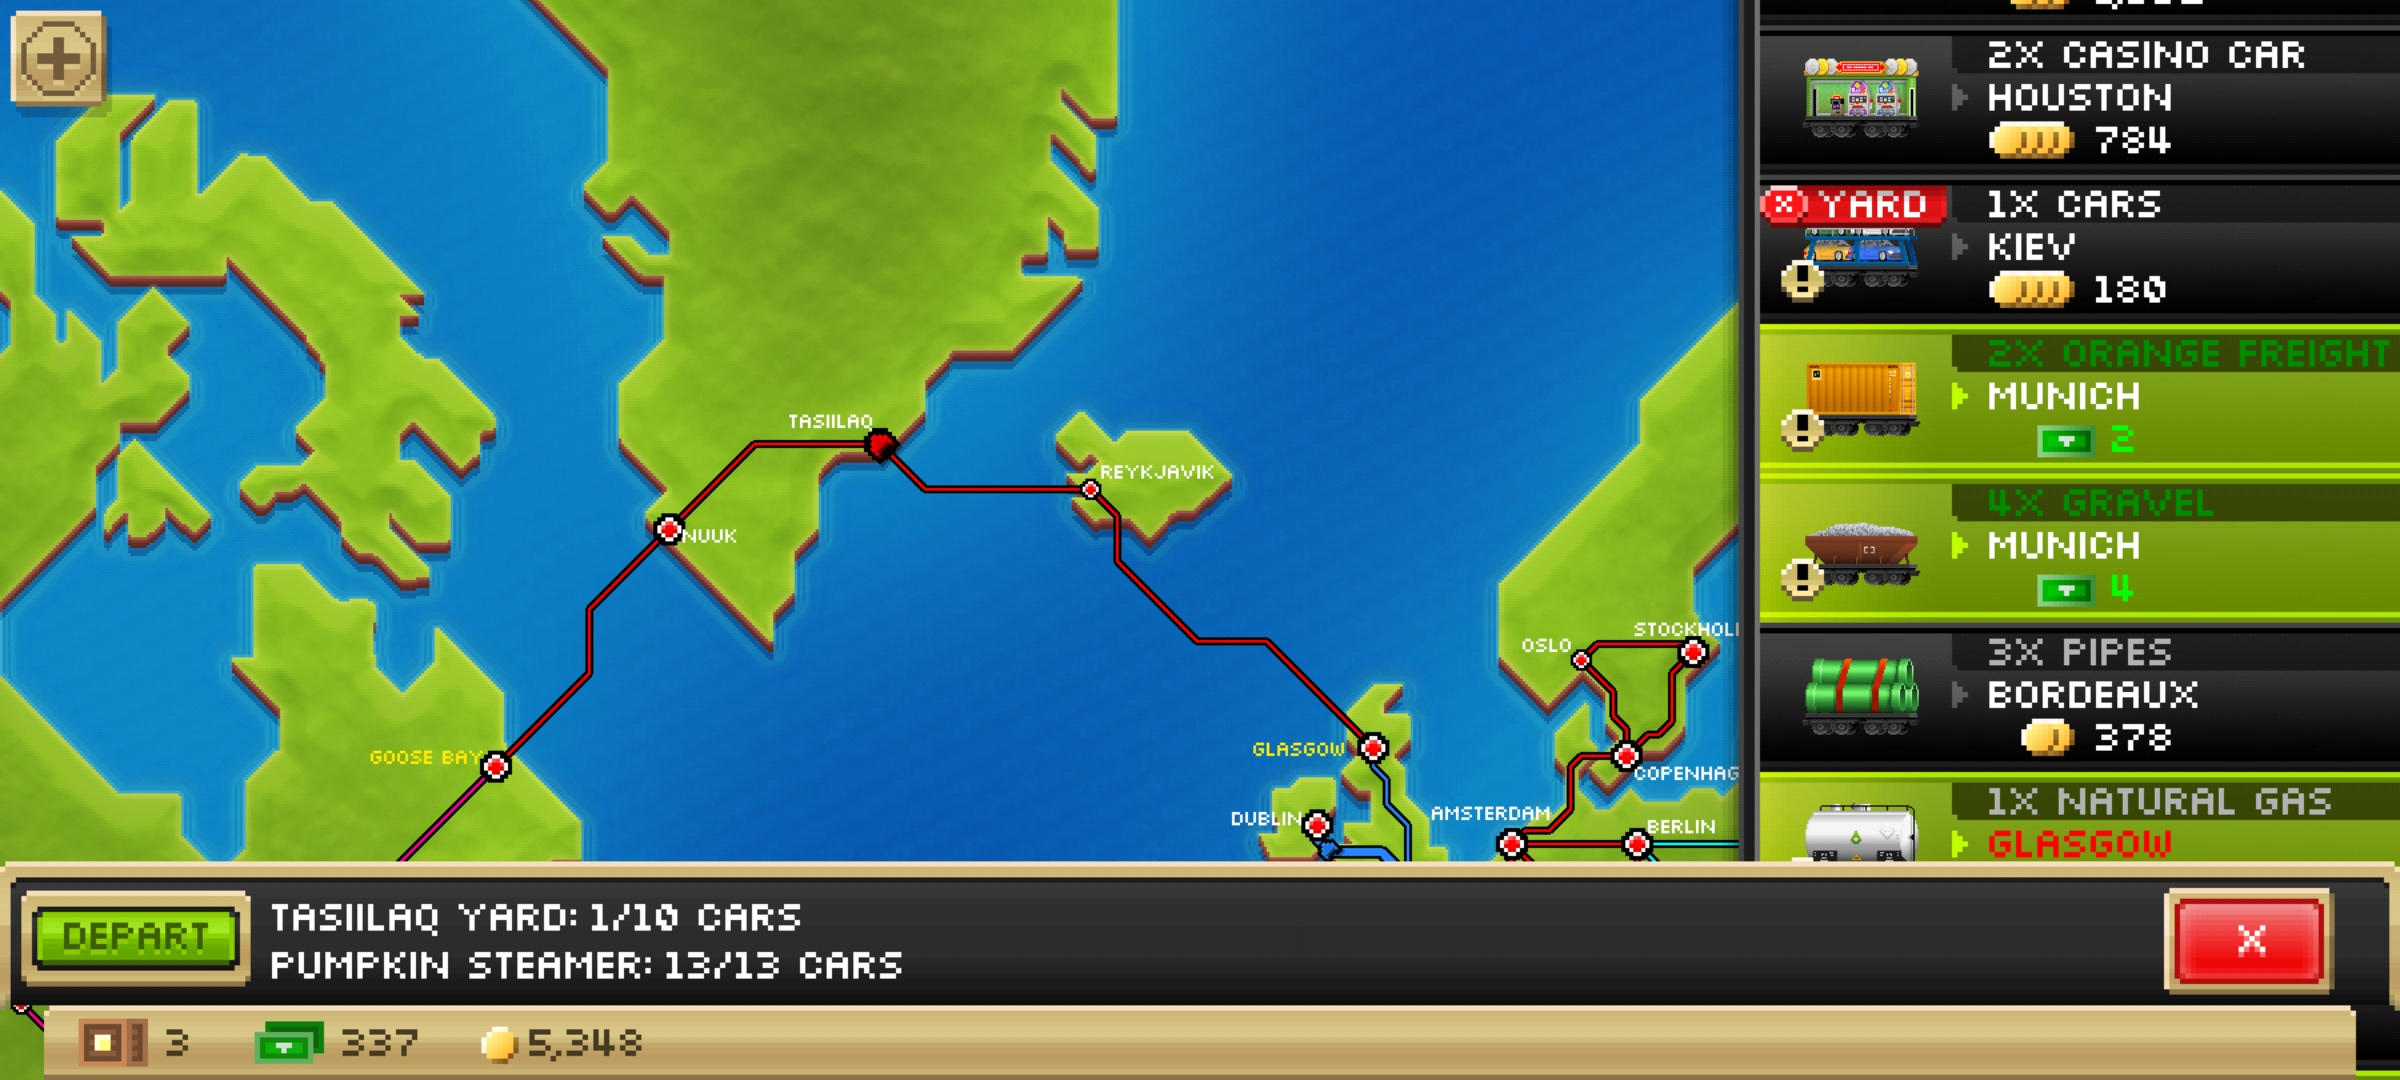 2X CASINO CAR
HOUSTON
784
YARD
1X CARS
KIEV
180
2X ORANGE FREIGHT
MUNICH
2
4X GRAVEL
MUNICH
4
3X PIPES
BORDEAUX
378
1X NATURAL GAS
GLASGOW
TASIILAQ
REYKJAVIK
NUUK
GOOSE BAY
GLASGOW
DUBLIN
OSLO
STOCKHOL
COPENHAG
AMSTERDAM
BERLIN
DEPART
TASIILAQ YARD: 1/10 CARS
PUMPKIN STEAMER: 13/13 CARS
X
3
337
5,348